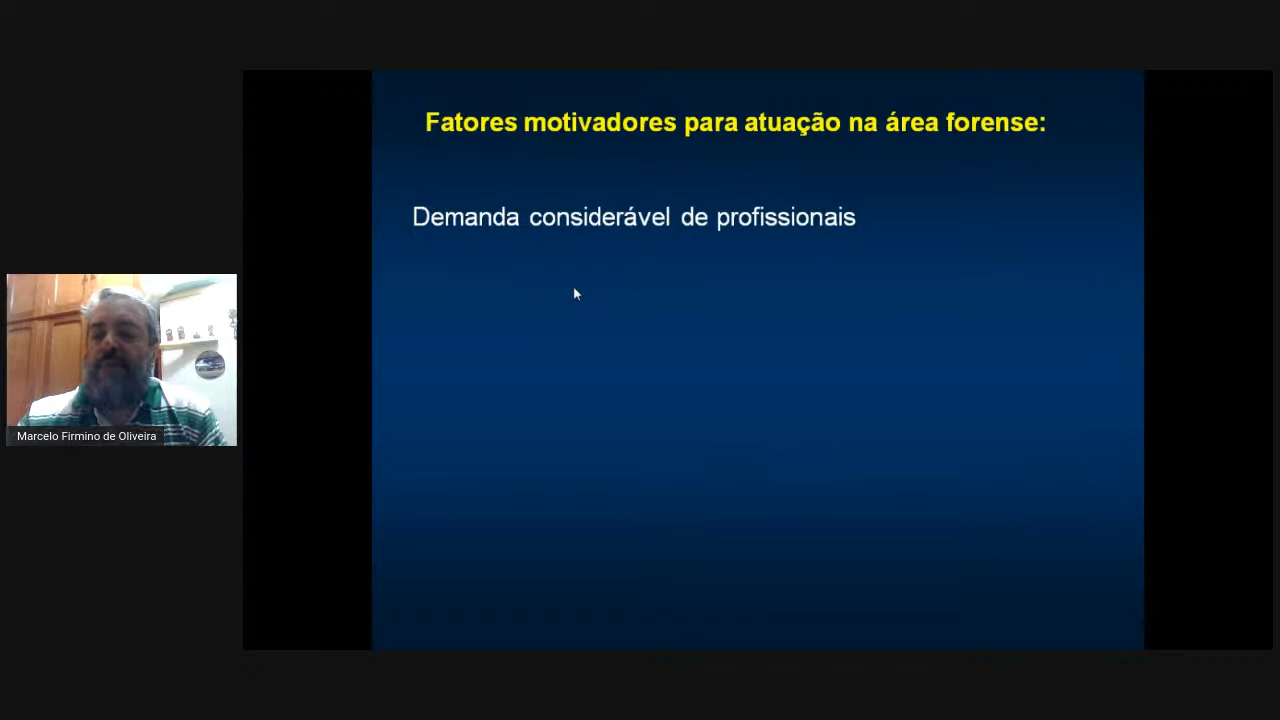 Fatores motivadores para atuação na área forense:
Demanda considerável de profissionais
Marcelo Firmino de Oliveira